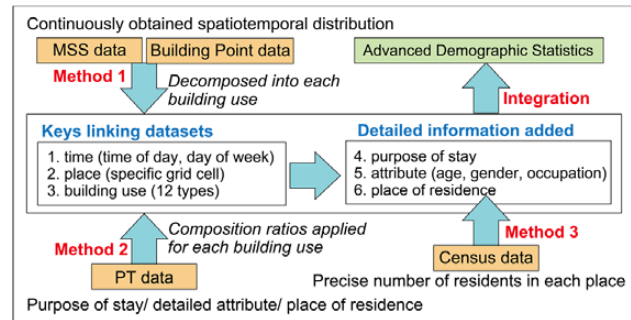 Continuously obtained spatiotemporal distribution
MSS data
Building Point data
Advanced Demographic Statistics
Method 1
Decomposed into each
building use
Integration
Keys linking datasets
1. time (time of day, day of week)
2. place (specific grid cell)
3. building use (12 types)
Detailed information added
4. purpose of stay
5. attribute (age, gender, occupation)
6. place of residence
Method 2
Composition ratios applied
for each building use
Method 3
PT data
Census data
Precise number of residents in each place
Purpose of stay/ detailed attribute/ place of residence